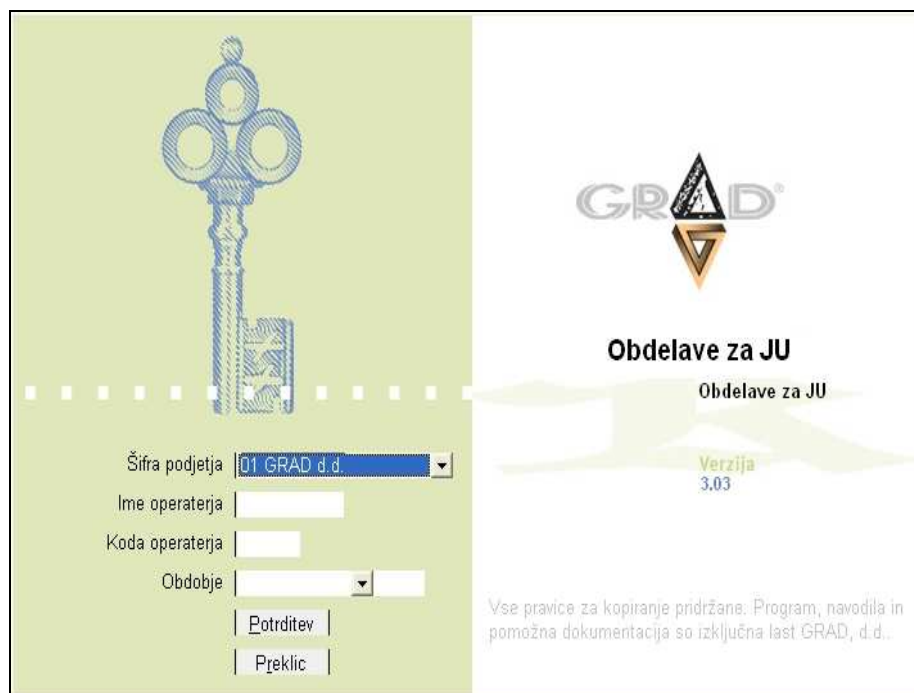 GRAD®
Obdelave za JU
Obdelave za JU
Verzija
3.03
Šifra podjetja 01 GRAD d.d.
Ime operaterja
Koda operaterja
Obdobje
Potrditev
Preklic
Vse pravice za kopiranje pridržane. Program, navodila in
pomožna dokumentacija so izključna last GRAD, d.d..